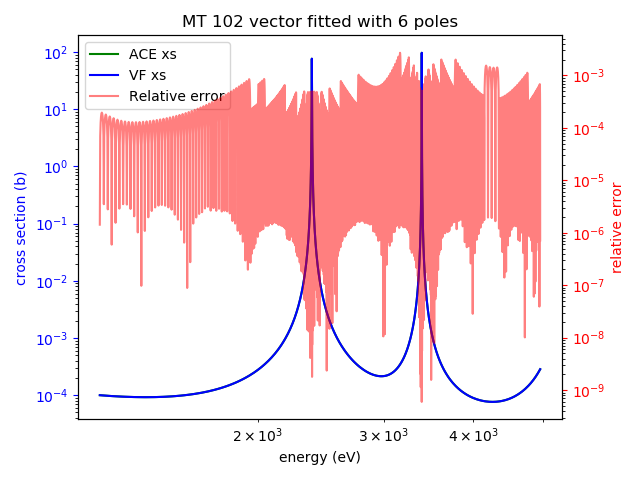 MT 102 vector fitted with 6 poles
ACE xs
VF xs
Relative error
cross section (b)
10²
10¹
10⁰
10⁻¹
10⁻²
10⁻³
10⁻⁴
10⁻³
10⁻⁴
10⁻⁵
10⁻⁶
10⁻⁷
10⁻⁸
10⁻⁹
relative error
2 × 10³
3 × 10³
4 × 10³
energy (eV)